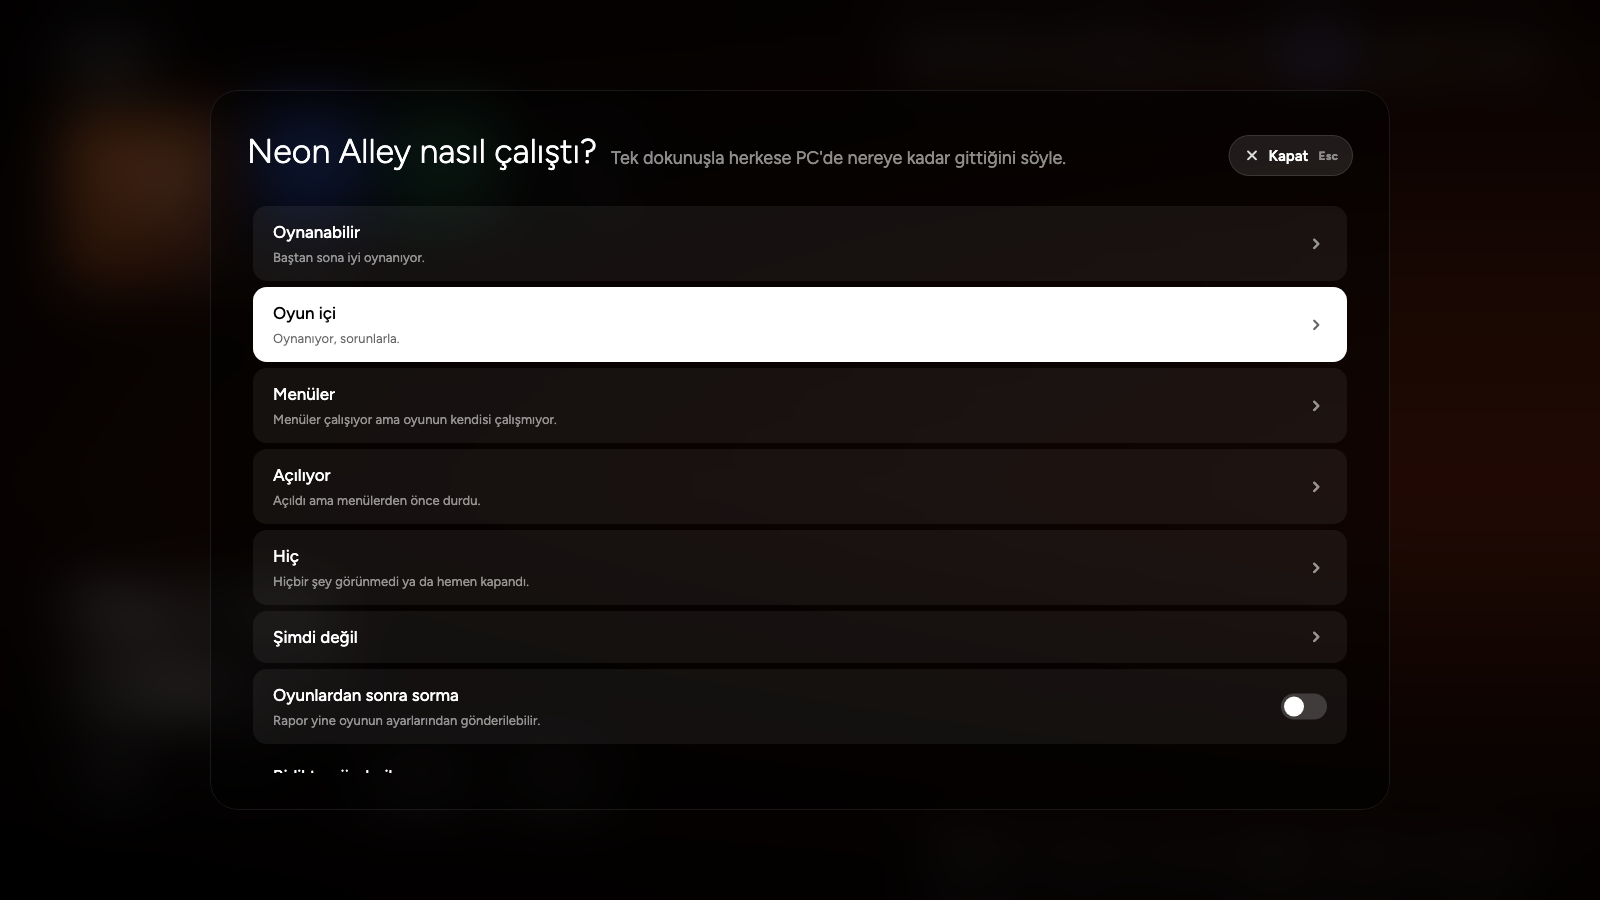 Neon Alley nasıl çalıştı?
Tek dokunuşla herkese PC'de nereye kadar gittiğini söyle.
Kapat Esc
Oynanabilir
Baştan sona iyi oynanıyor.
Oyun içi
Oynanıyor, sorunlarla.
Menüler
Menüler çalışıyor ama oyunun kendisi çalışmıyor.
Açılıyor
Açıldı ama menülerden önce durdu.
Hiç
Hiçbir şey görünmedi ya da hemen kapandı.
Şimdi değil
Oyunlardan sonra sorma
Rapor yine oyunun ayarlarından gönderilebilir.